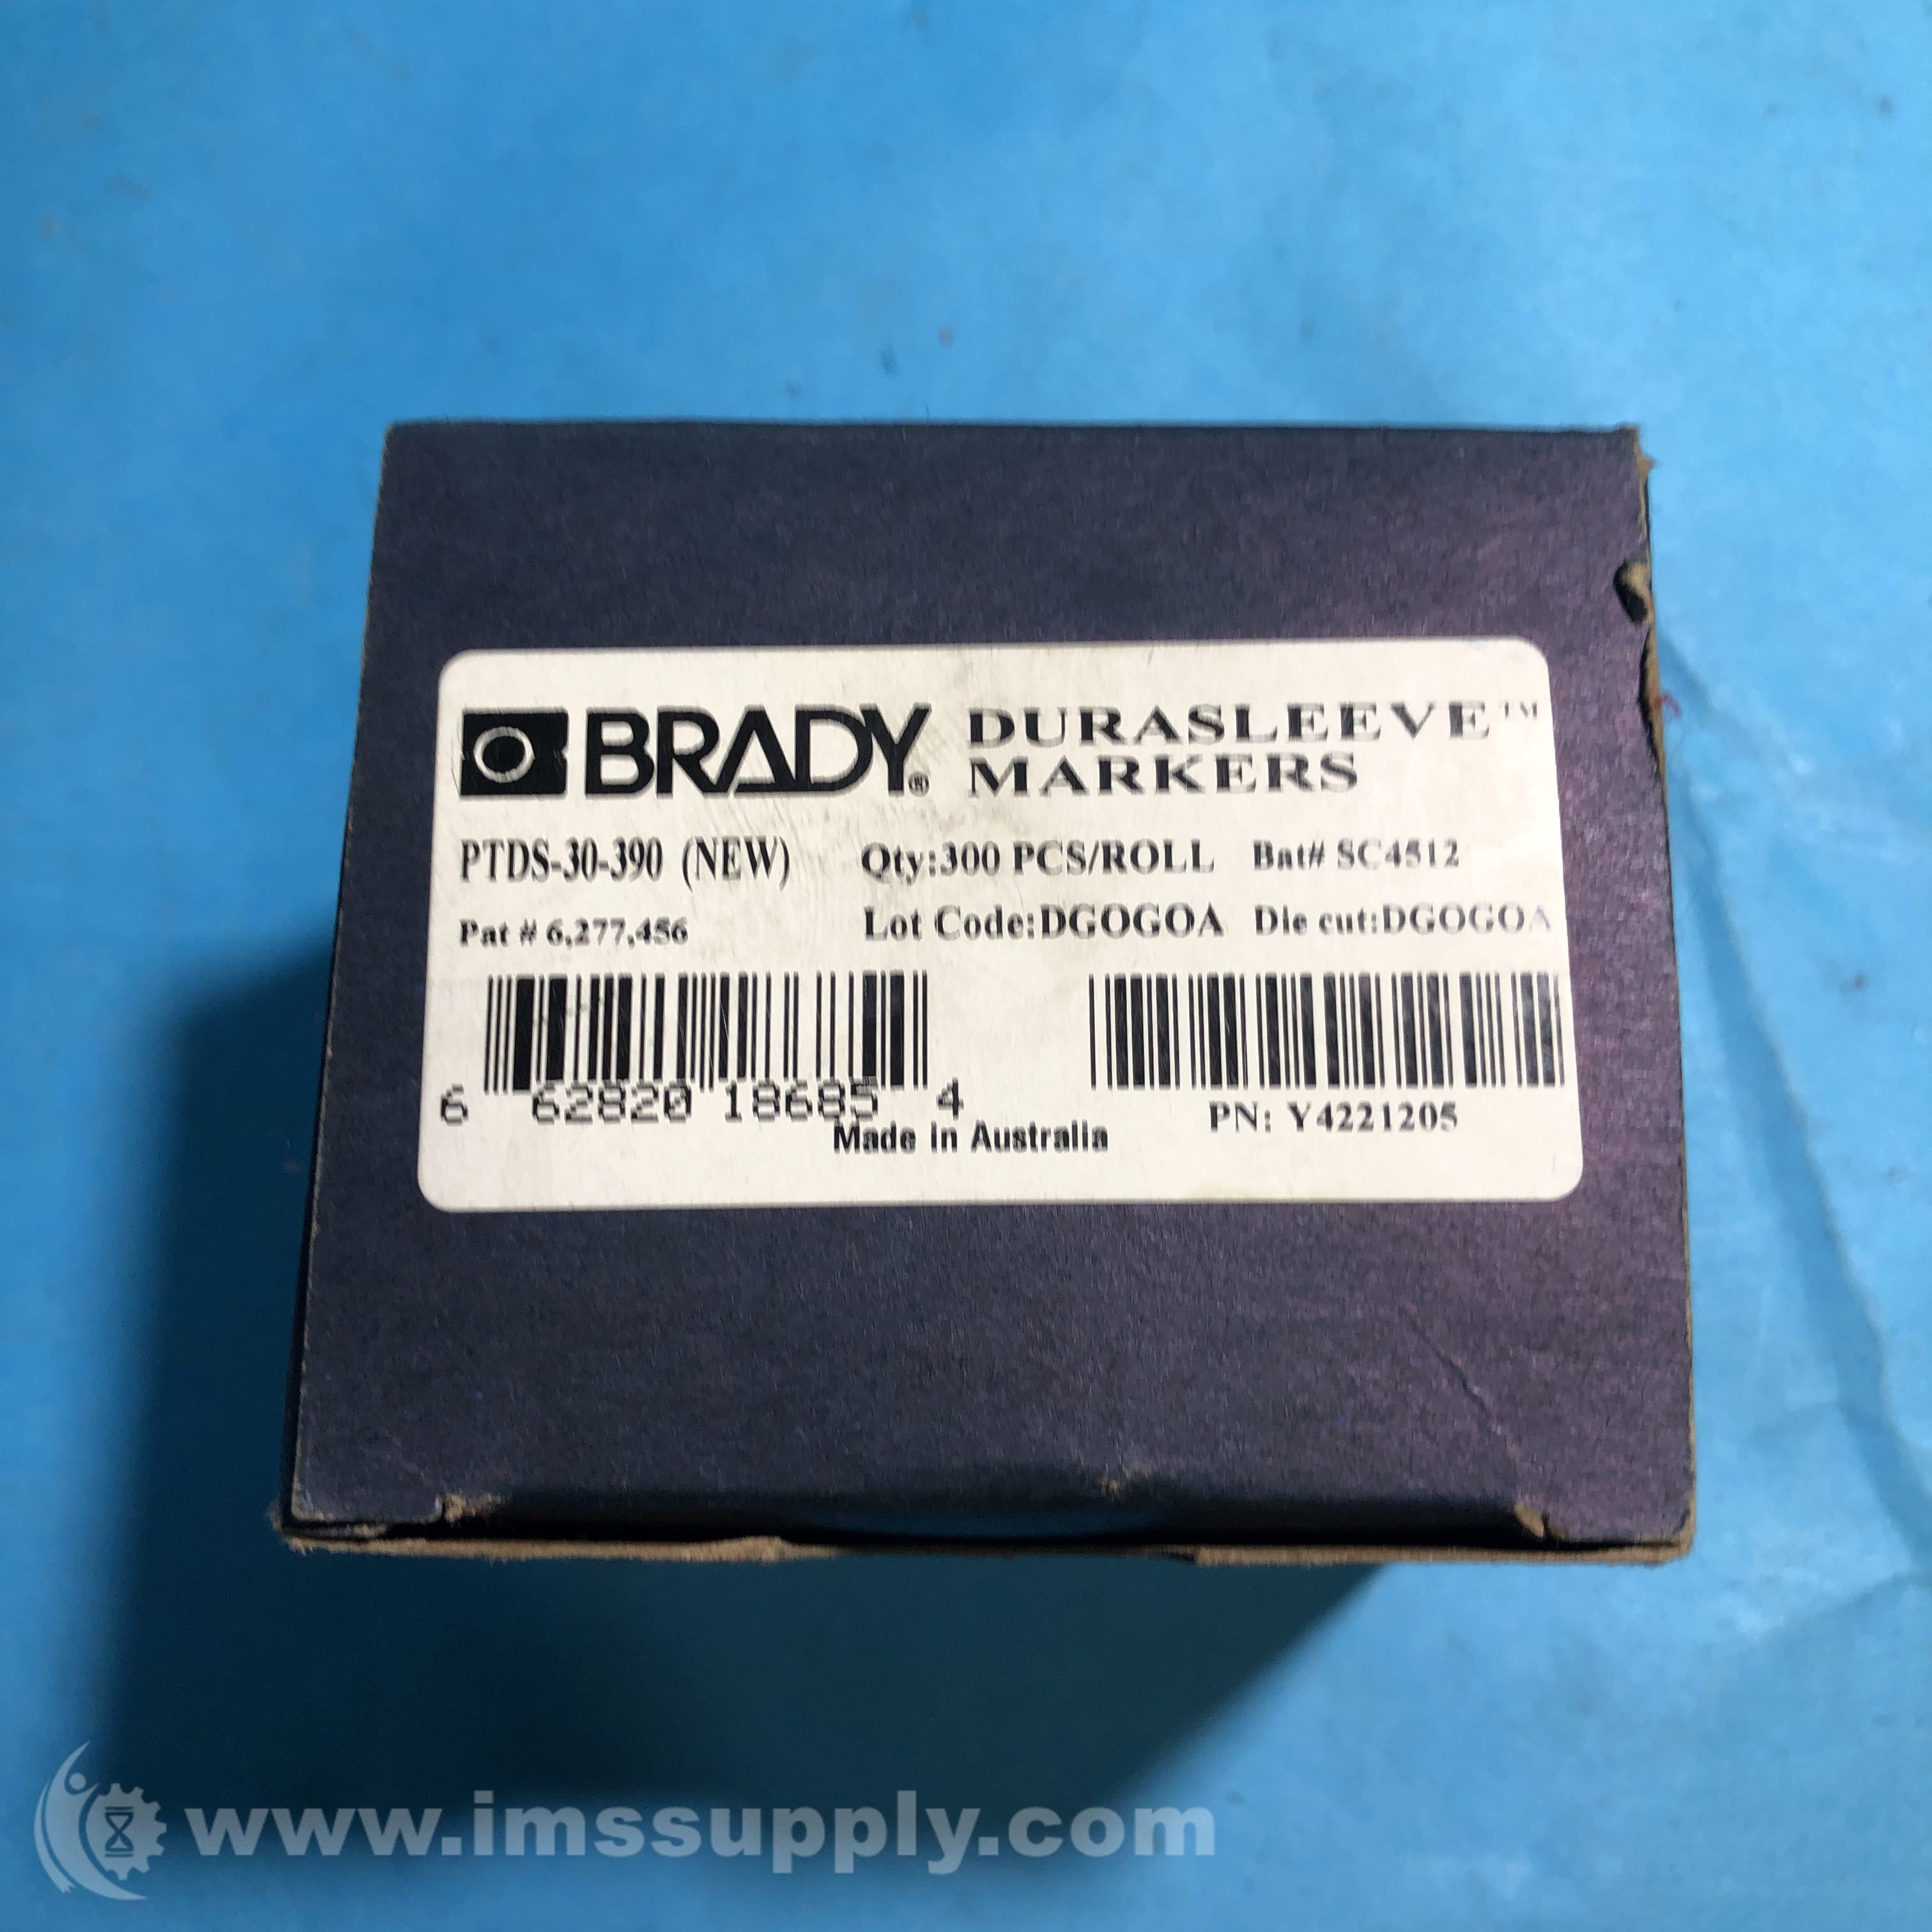 BRADY® DURASLEEVE™
MARKERS
PTDS-30-390 (NEW) Qty:300 PCS/ROLL Bat# SC4512
Pat # 6,277,456 Lot Code:DGOGOA Die cut:DGOGOA
6 62820 18685 4
PN: Y4221205
Made in Australia
www.imssupply.com